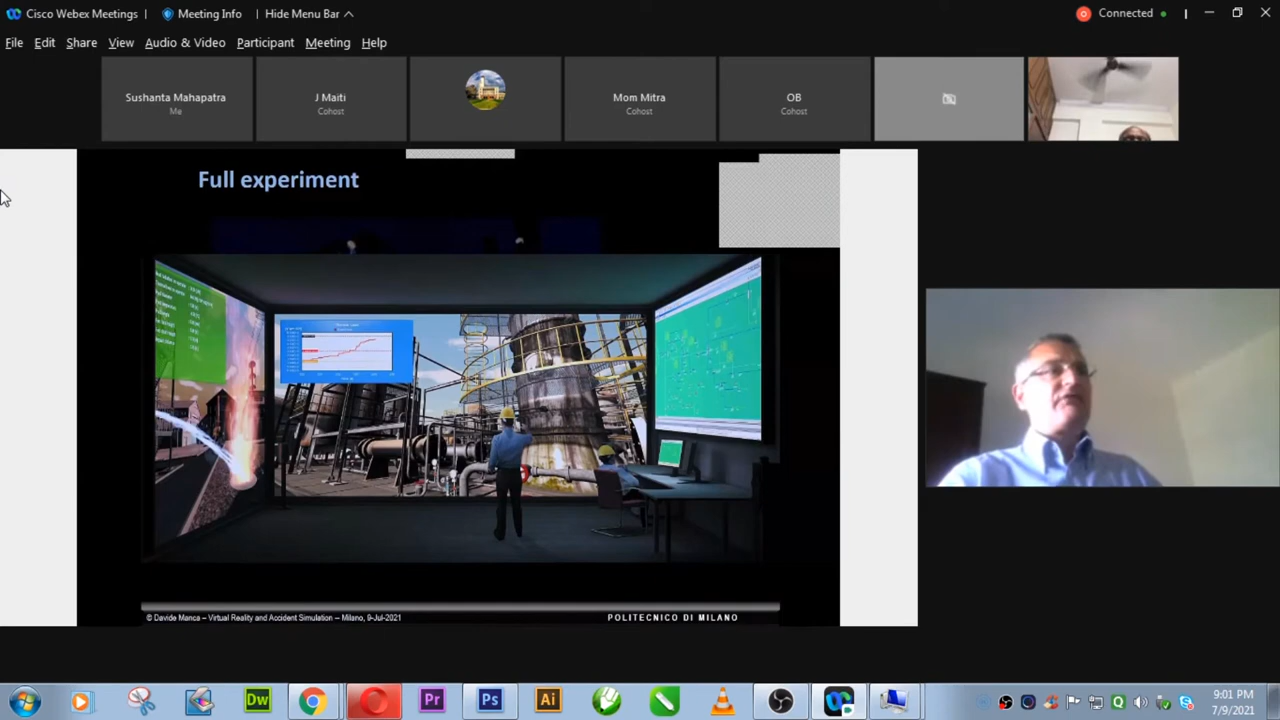 Cisco Webex Meetings
Meeting Info
Hide Menu Bar
Connected
File Edit Share View Audio & Video Participant Meeting Help
Sushanta Mahapatra
Me
J Maiti
Cohost
Mom Mitra
Cohost
OB
Cohost
Full experiment
© Davide Manca – Virtual Reality and Accident Simulation – Milano, 9-Jul-2021
POLITECNICO DI MILANO
Dw
Pr
Ps
Ai
9:01 PM
7/9/2021